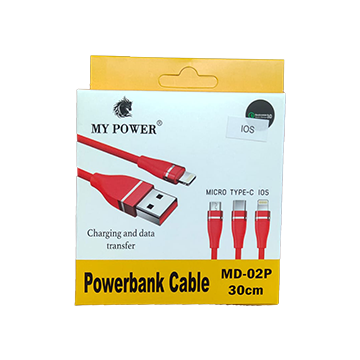 MY POWER®
IOS
MICRO TYPE-C IOS
Charging and data
transfer
Powerbank Cable
MD-02P
30cm